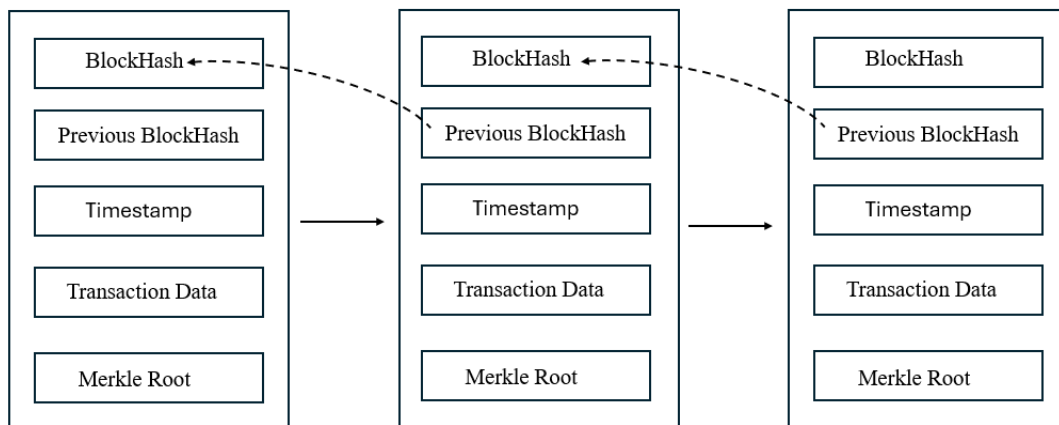 BlockHash
Previous BlockHash
Timestamp
Transaction Data
Merkle Root
BlockHash
Previous BlockHash
Timestamp
Transaction Data
Merkle Root
BlockHash
Previous BlockHash
Timestamp
Transaction Data
Merkle Root